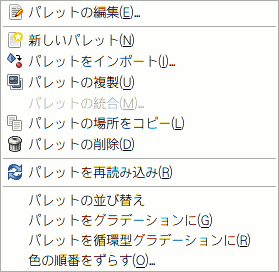 パレットの編集(E)...
新しいパレット(N)
パレットをインポート(I)...
パレットの複製(U)
パレットの統合(M)...
パレットの場所をコピー(L)
パレットの削除(D)
パレットを再読み込み(R)
パレットの並び替え
パレットをグラデーションに(G)
パレットを循環型グラデーションに(R)
色の順番をずらす(O)...